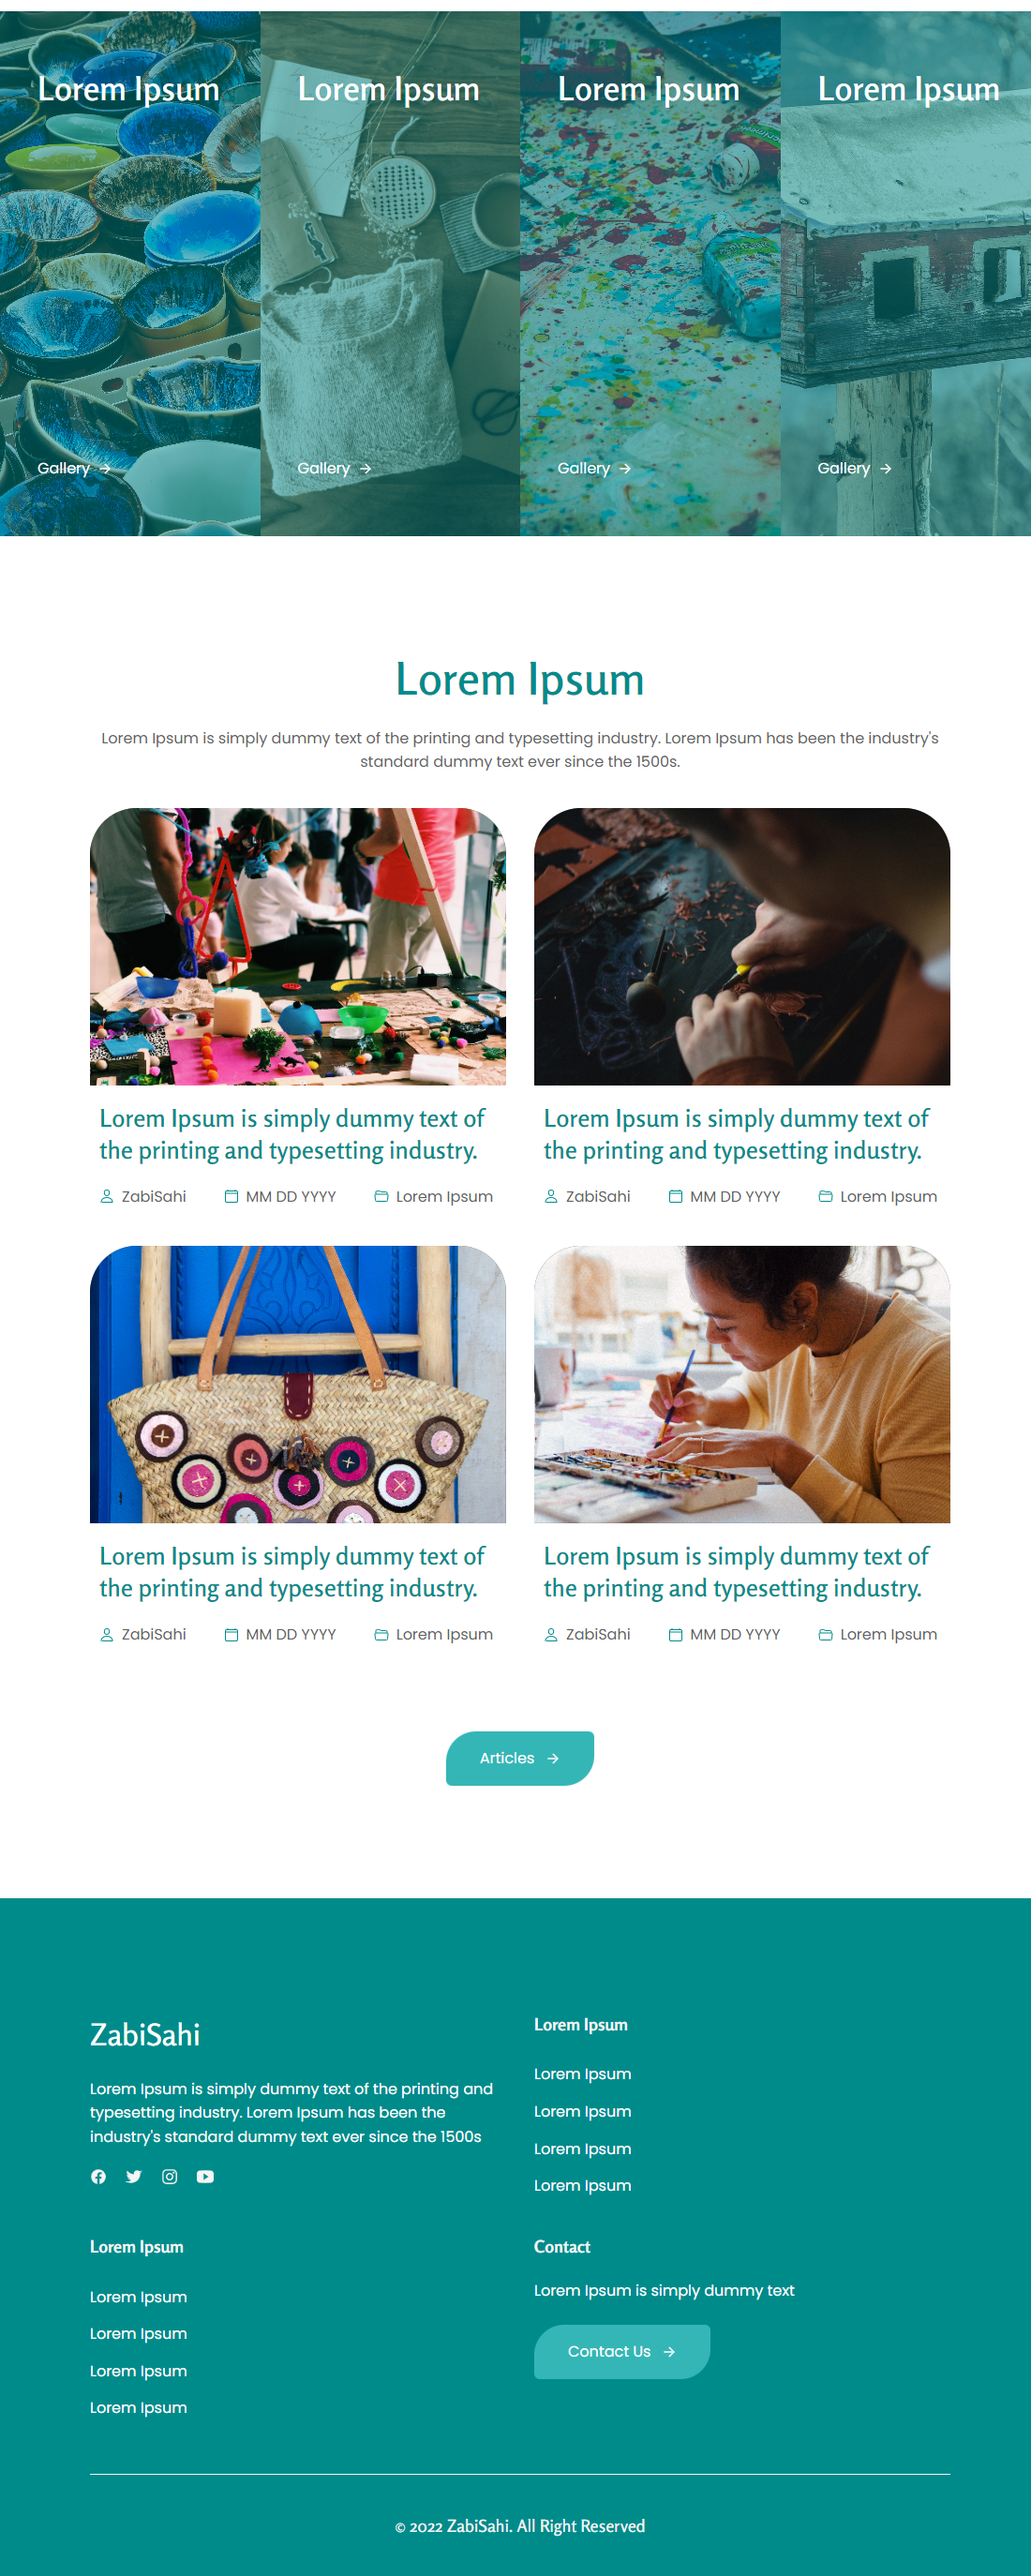 Lorem Ipsum
Lorem Ipsum
Lorem Ipsum
Lorem Ipsum
Gallery →
Gallery →
Gallery →
Gallery →
Lorem Ipsum
Lorem Ipsum is simply dummy text of the printing and typesetting industry. Lorem Ipsum has been the industry's
standard dummy text ever since the 1500s.
Lorem Ipsum is simply dummy text of
the printing and typesetting industry.
ZabiSahi MM DD YYYY Lorem Ipsum
Lorem Ipsum is simply dummy text of
the printing and typesetting industry.
ZabiSahi MM DD YYYY Lorem Ipsum
Lorem Ipsum is simply dummy text of
the printing and typesetting industry.
ZabiSahi MM DD YYYY Lorem Ipsum
Lorem Ipsum is simply dummy text of
the printing and typesetting industry.
ZabiSahi MM DD YYYY Lorem Ipsum
Articles →
ZabiSahi
Lorem Ipsum is simply dummy text of the printing and
typesetting industry. Lorem Ipsum has been the
industry's standard dummy text ever since the 1500s
Lorem Ipsum
Lorem Ipsum
Lorem Ipsum
Lorem Ipsum
Lorem Ipsum
Lorem Ipsum
Lorem Ipsum
Lorem Ipsum
Lorem Ipsum
Lorem Ipsum
Contact
Lorem Ipsum is simply dummy text
Contact Us →
© 2022 ZabiSahi. All Right Reserved